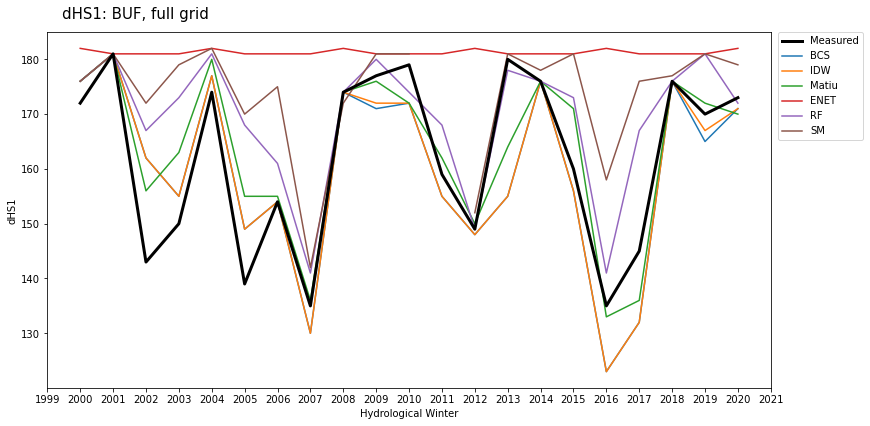 dHS1: BUF, full grid
180
170
160
150
140
130
dHS1
1999 2000 2001 2002 2003 2004 2005 2006 2007 2008 2009 2010 2011 2012 2013 2014 2015 2016 2017 2018 2019 2020 2021
Hydrological Winter
Measured
BCS
IDW
Matiu
ENET
RF
SM